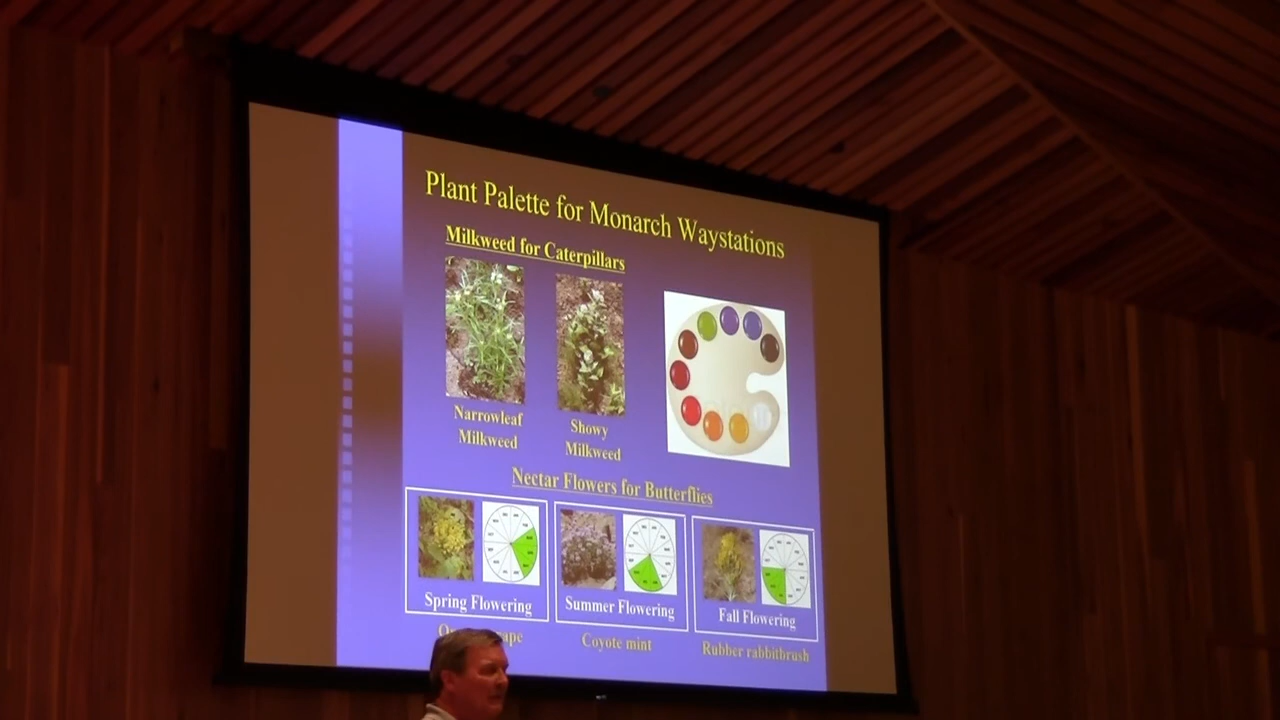 Plant Palette for Monarch Waystations
Milkweed for Caterpillars
Narrowleaf
Milkweed
Showy
Milkweed
Nectar Flowers for Butterflies
Spring Flowering
Summer Flowering
Fall Flowering
Coyote mint
Rubber rabbitbrush